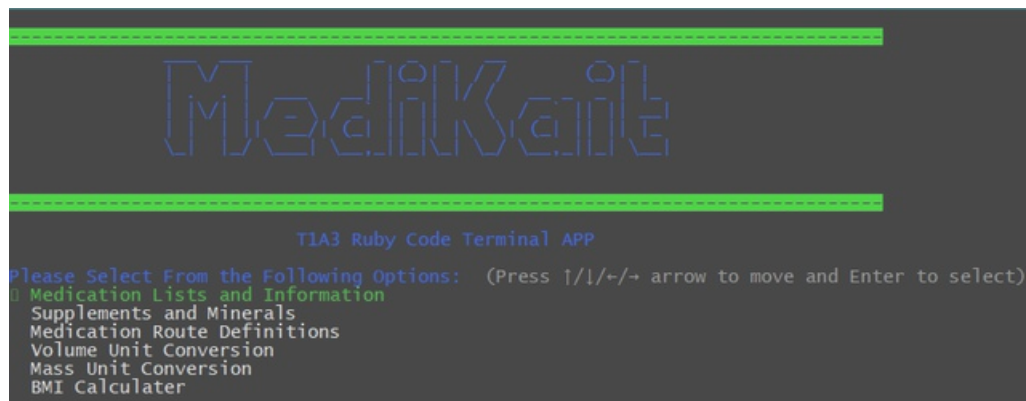 MediKait
T1A3 Ruby Code Terminal APP
Please Select From the Following Options: (Press ↑/↓/←/→ arrow to move and Enter to select)
Medication Lists and Information
Supplements and Minerals
Medication Route Definitions
Volume Unit Conversion
Mass Unit Conversion
BMI Calculater